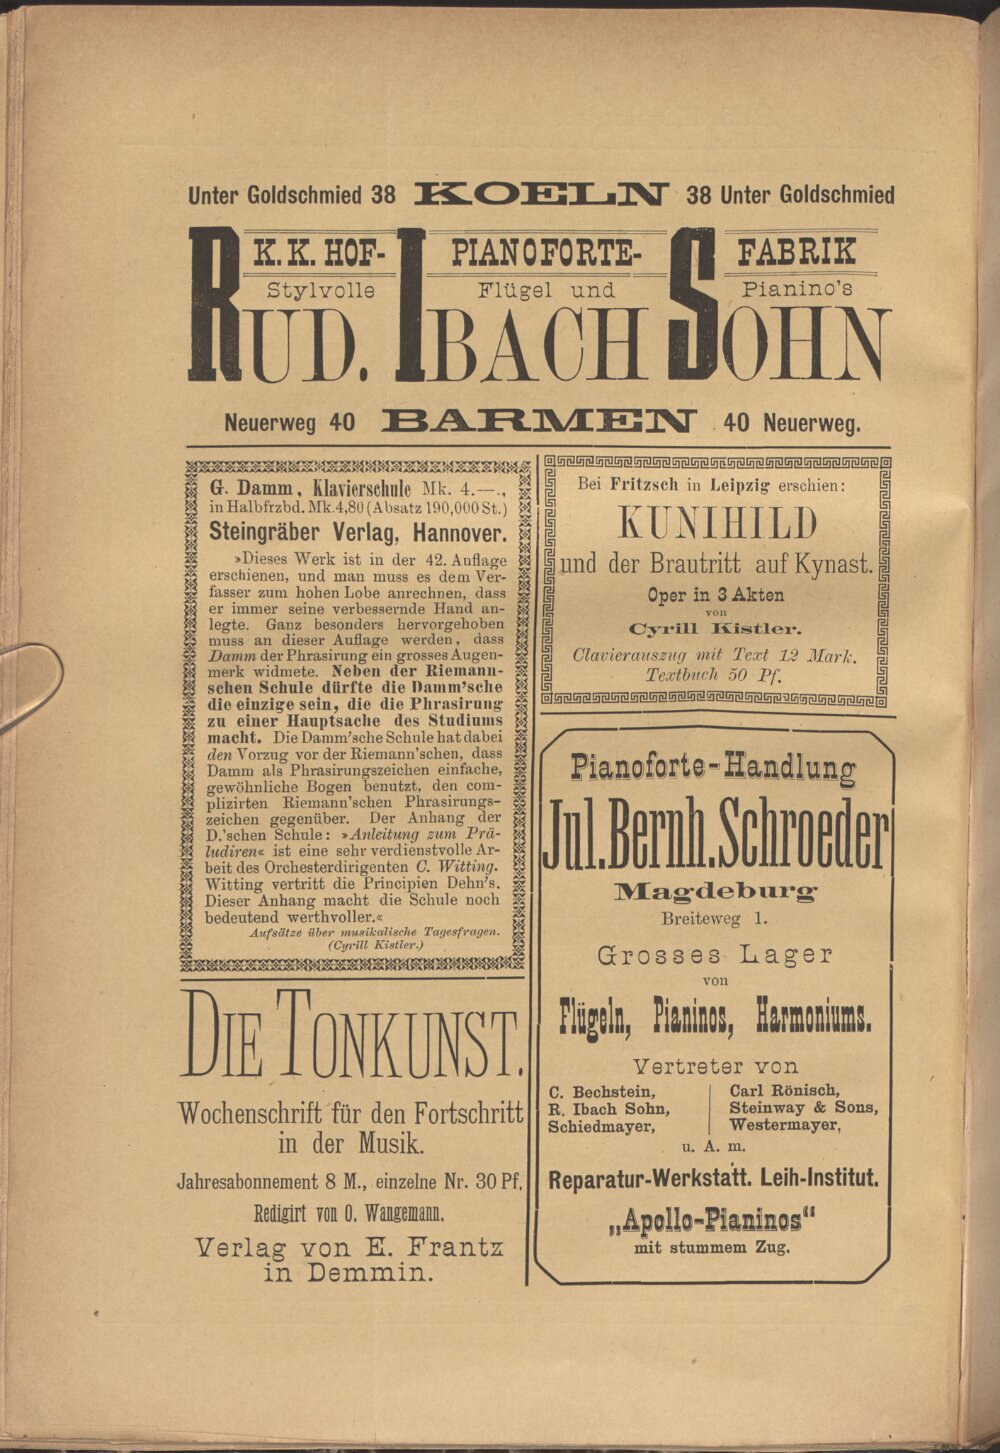 Unter Goldschmied 38 KOELN 38 Unter Goldschmied
K. K. HOF- PIANOFORTE- FABRIK
Stylvolle Flügel und Pianino's
RUD. IBACH SOHN
Neuerweg 40 BARMEN 40 Neuerweg.
G. Damm, Klavierschule Mk. 4.—.,
in Halbfrzbd. Mk. 4,80 (Absatz 190,000 St.)
Steingräber Verlag, Hannover.
»Dieses Werk ist in der 42. Auflage
erschienen, und man muss es dem Ver-
fasser zum hohen Lobe anrechnen, dass
er immer seine verbessernde Hand an-
legte. Ganz besonders hervorgehoben
muss an dieser Auflage werden, dass
Damm der Phrasirung ein grosses Augen-
merk widmete. Neben der Riemann-
schen Schule dürfte die Damm'sche
die einzige sein, die die Phrasirung
zu einer Hauptsache des Studiums
macht. Die Damm'sche Schule hat dabei
den Vorzug vor der Riemann'schen, dass
Damm als Phrasirungszeichen einfache,
gewöhnliche Bogen benutzt, den com-
plizirten Riemann'schen Phrasirungs-
zeichen gegenüber. Der Anhang der
D.'schen Schule: »Anleitung zum Prä-
ludiren« ist eine sehr verdienstvolle Ar-
beit des Orchesterdirigenten C. Witting.
Witting vertritt die Principien Dehn's.
Dieser Anhang macht die Schule noch
bedeutend werthvoller.«
Aufsätze über musikalische Tagesfragen.
(Cyrill Kistler.)
DIE TONKUNST.
Wochenschrift für den Fortschritt
in der Musik.
Jahresabonnement 8 M., einzelne Nr. 30 Pf.
Redigirt von O. Wangemann.
Verlag von E. Frantz
in Demmin.
Bei Fritzsch in Leipzig erschien:
KUNIHILD
und der Brautritt auf Kynast.
Oper in 3 Akten
von
Cyrill Kistler.
Clavierauszug mit Text 12 Mark.
Textbuch 50 Pf.
Pianoforte-Handlung
Jul. Bernh. Schroeder
Magdeburg
Breiteweg 1.
Grosses Lager
von
Flügeln, Pianinos, Harmoniums.
Vertreter von
C. Bechstein, Carl Rönisch,
R. Ibach Sohn, Steinway & Sons,
Schiedmayer, Westermayer,
u. A. m.
Reparatur-Werkstatt. Leih-Institut.
„Apollo-Pianinos“
mit stummem Zug.